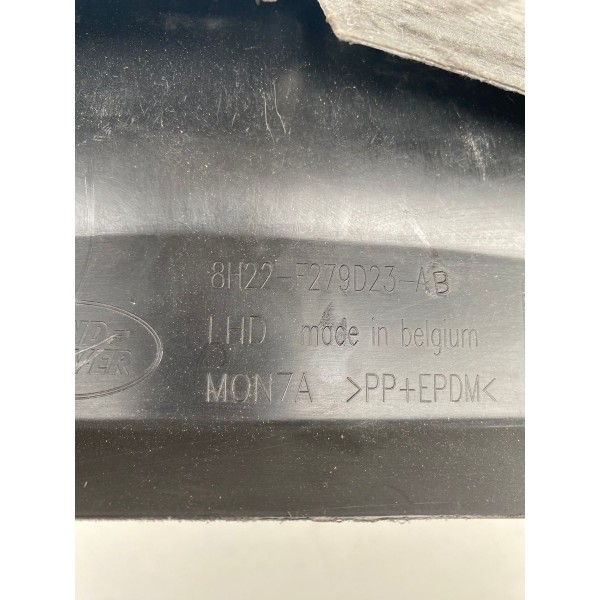 8H22-F279D23-AB
LHD made in belgium
MON7A >PP+EPDM<